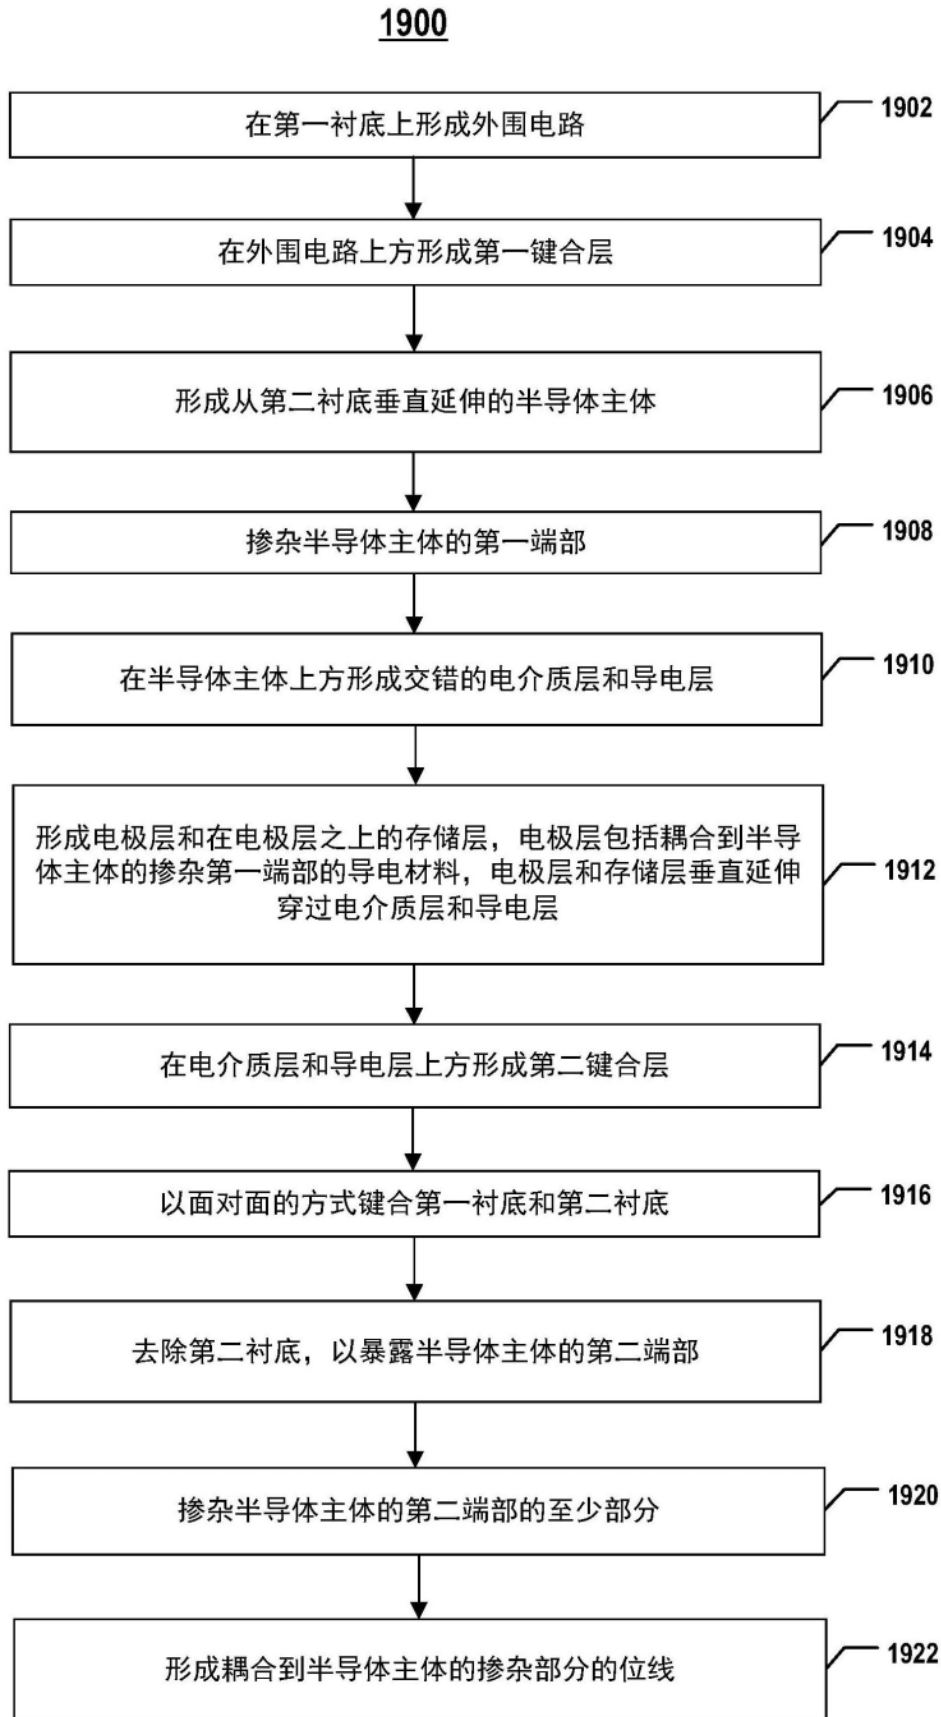 1900
在第一衬底上形成外围电路
1902
在外围电路上方形成第一键合层
1904
形成从第二衬底垂直延伸的半导体主体
1906
掺杂半导体主体的第一端部
1908
在半导体主体上方形成交错的电介质层和导电层
1910
形成电极层和在电极层之上的存储层，电极层包括耦合到半导
体主体的掺杂第一端部的导电材料，电极层和存储层垂直延伸
穿过电介质层和导电层
1912
在电介质层和导电层上方形成第二键合层
1914
以面对面的方式键合第一衬底和第二衬底
1916
去除第二衬底，以暴露半导体主体的第二端部
1918
掺杂半导体主体的第二端部的至少部分
1920
形成耦合到半导体主体的掺杂部分的位线
1922